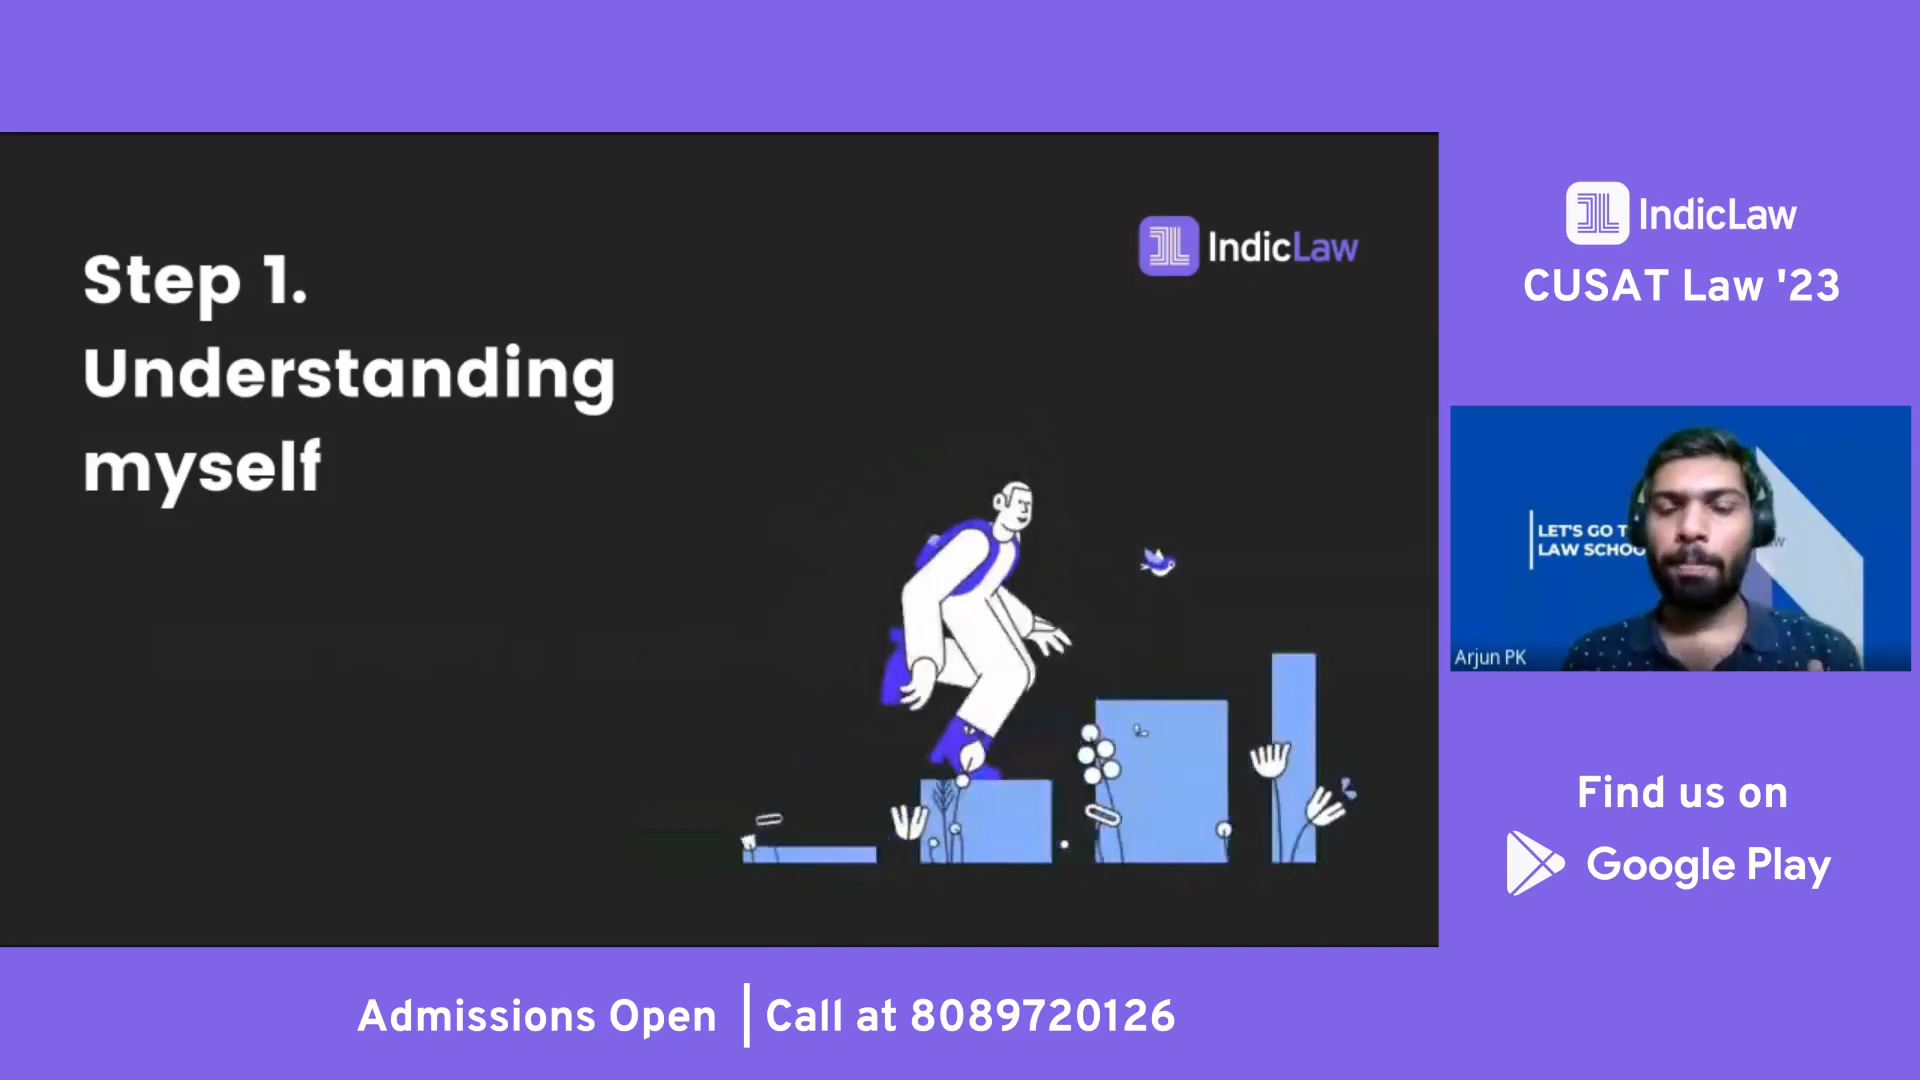 Step 1.
Understanding
myself
IndicLaw
IndicLaw
CUSAT Law '23
LET'S GO T
LAW SCHOO
Arjun PK
Find us on
Google Play
Admissions Open | Call at 8089720126